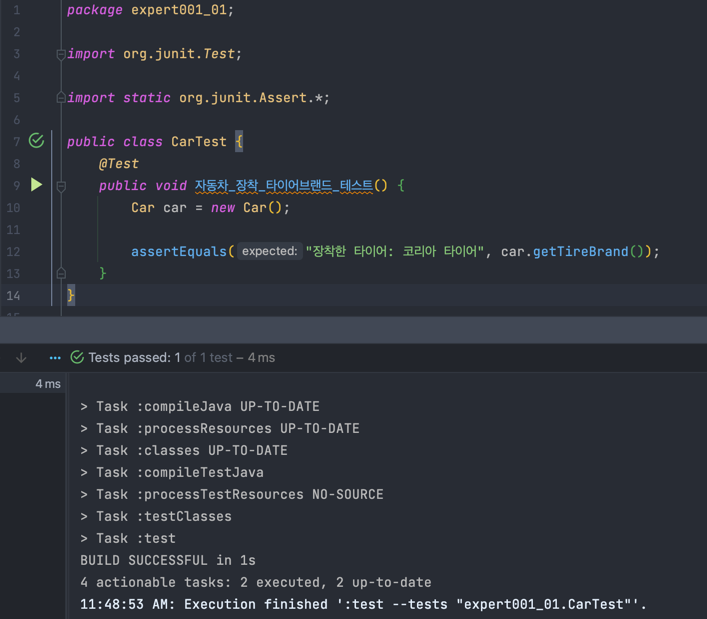 1 package expert001_01;
2
3 import org.junit.Test;
4
5 import static org.junit.Assert.*;
6
7 public class CarTest {
8 @Test
9 public void 자동차_장착_타이어브랜드_테스트() {
10 Car car = new Car();
11
12 assertEquals( expected: "장착한 타이어: 코리아 타이어", car.getTireBrand());
13 }
14 }
15
Tests passed: 1 of 1 test – 4 ms
4 ms
> Task :compileJava UP-TO-DATE
> Task :processResources UP-TO-DATE
> Task :classes UP-TO-DATE
> Task :compileTestJava
> Task :processTestResources NO-SOURCE
> Task :testClasses
> Task :test
BUILD SUCCESSFUL in 1s
4 actionable tasks: 2 executed, 2 up-to-date
11:48:53 AM: Execution finished ':test --tests "expert001_01.CarTest"'.